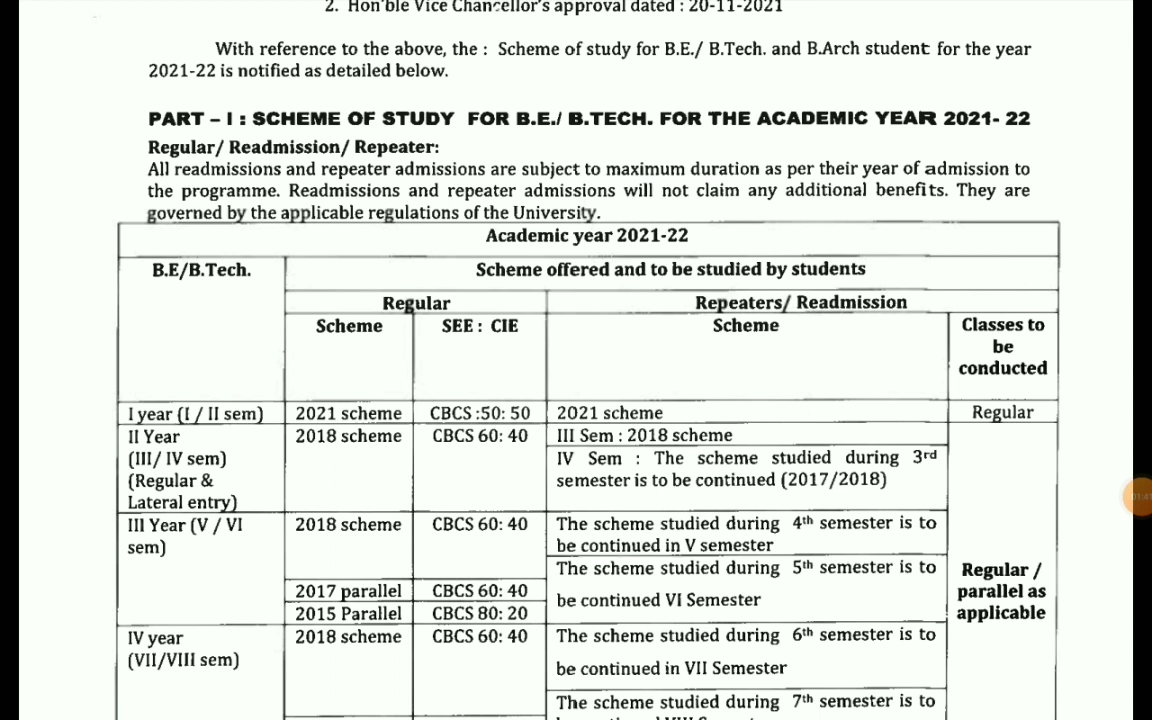 2. Hon'ble Vice Chancellor's approval dated : 20-11-2021
With reference to the above, the : Scheme of study for B.E./ B.Tech. and B.Arch student for the year
2021-22 is notified as detailed below.
PART – I : SCHEME OF STUDY FOR B.E./ B.TECH. FOR THE ACADEMIC YEAR 2021- 22
Regular/ Readmission/ Repeater:
All readmissions and repeater admissions are subject to maximum duration as per their year of admission to
the programme. Readmissions and repeater admissions will not claim any additional benefits. They are
governed by the applicable regulations of the University.
Academic year 2021-22
B.E/B.Tech.
Scheme offered and to be studied by students
Regular
Repeaters/ Readmission
Scheme
SEE : CIE
Scheme
Classes to
be
conducted
I year (I / II sem)
2021 scheme
CBCS :50: 50
2021 scheme
Regular
II Year
(III/ IV sem)
(Regular &
Lateral entry)
2018 scheme
CBCS 60: 40
III Sem : 2018 scheme
IV Sem : The scheme studied during 3rd
semester is to be continued (2017/2018)
III Year (V / VI
sem)
2018 scheme
CBCS 60: 40
The scheme studied during 4th semester is to
be continued in V semester
The scheme studied during 5th semester is to
be continued VI Semester
2017 parallel
CBCS 60: 40
2015 Parallel
CBCS 80: 20
Regular /
parallel as
applicable
IV year
(VII/VIII sem)
2018 scheme
CBCS 60: 40
The scheme studied during 6th semester is to
be continued in VII Semester
The scheme studied during 7th semester is to